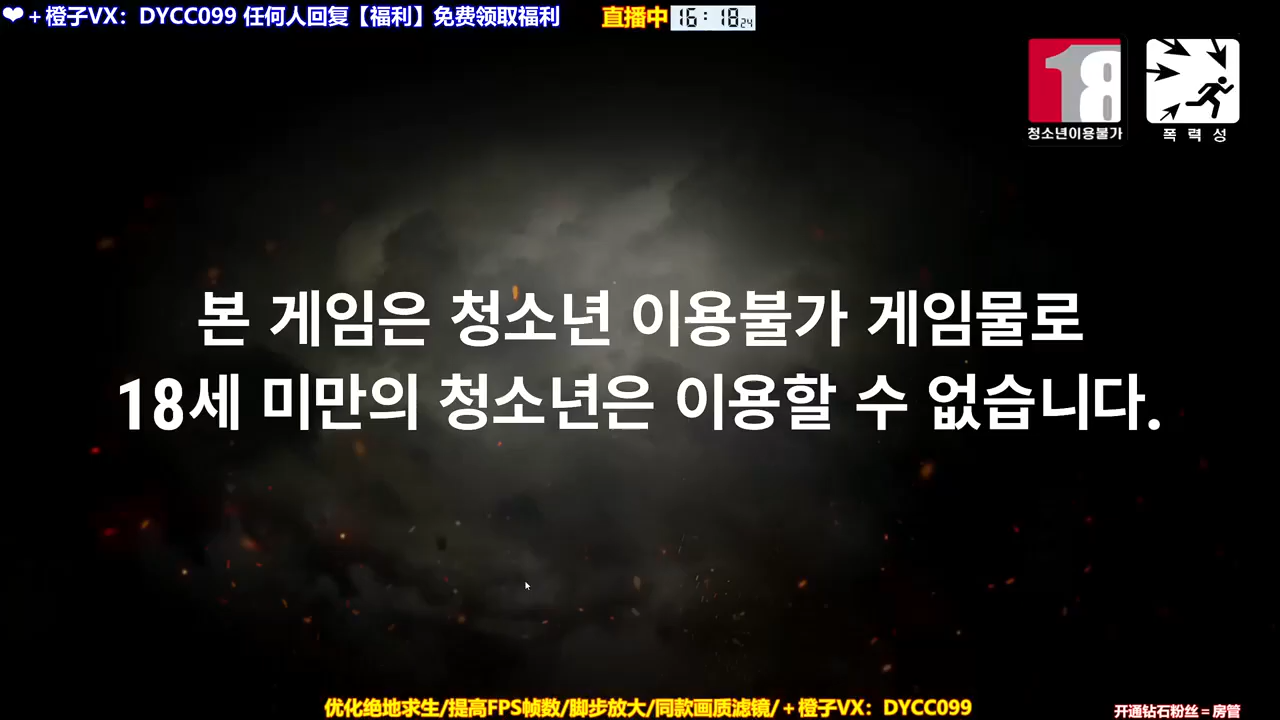 ❤+橙子VX：DYCC099 任何人回复【福利】免费领取福利
直播中 16:18 24
18
청소년이용불가
폭력성
본 게임은 청소년 이용불가 게임물로
18세 미만의 청소년은 이용할 수 없습니다.
优化绝地求生/提高FPS帧数/脚步放大/同款画质滤镜/+橙子VX：DYCC099
开通钻石粉丝=房管